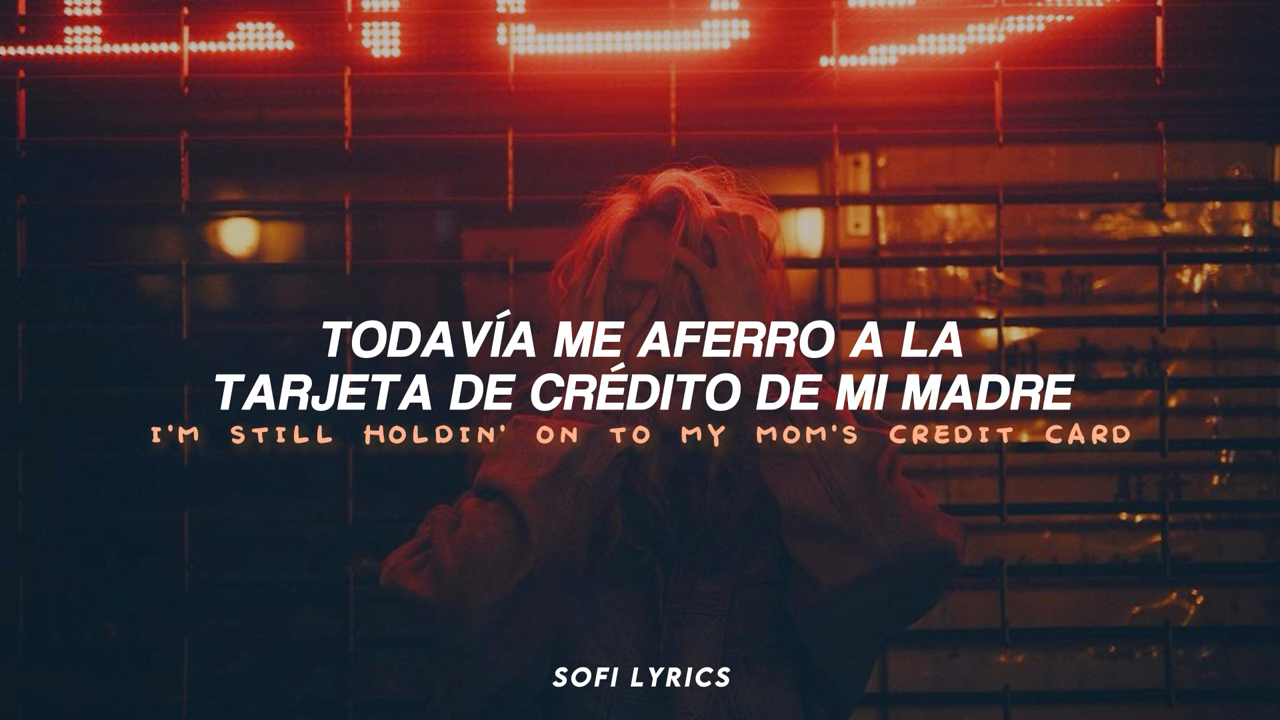 TODAVÍA ME AFERRO A LA
TARJETA DE CRÉDITO DE MI MADRE
I'M STILL HOLDIN' ON TO MY MOM'S CREDIT CARD
SOFI LYRICS